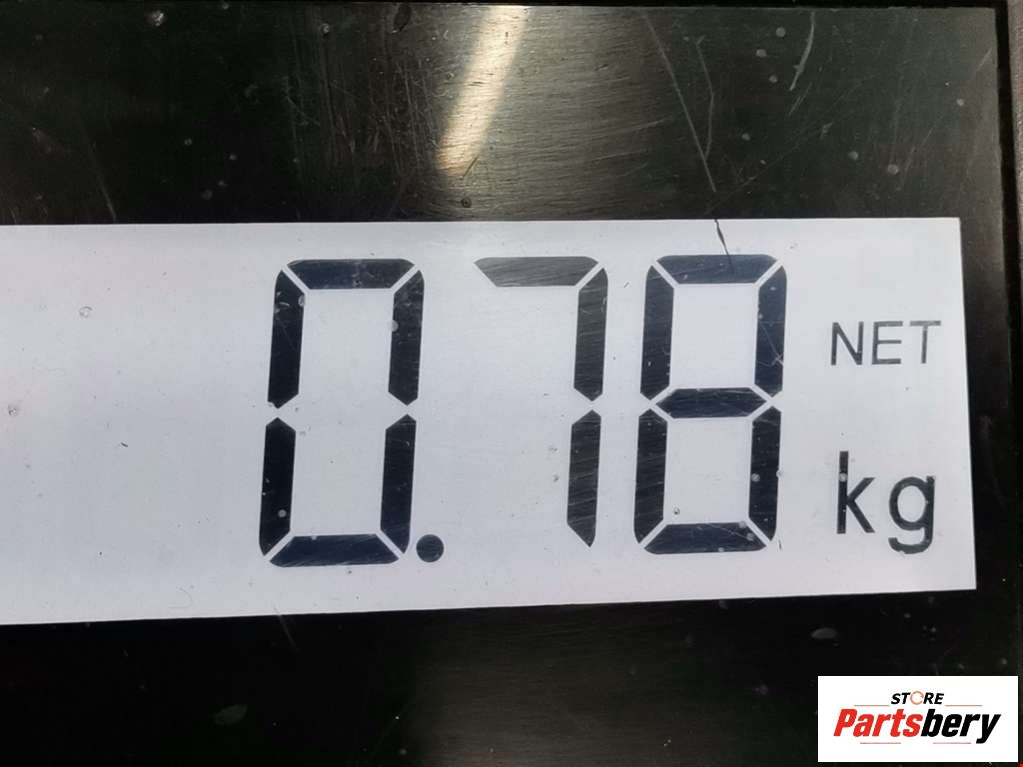 0.78 NET
kg
STORE
Partsbery